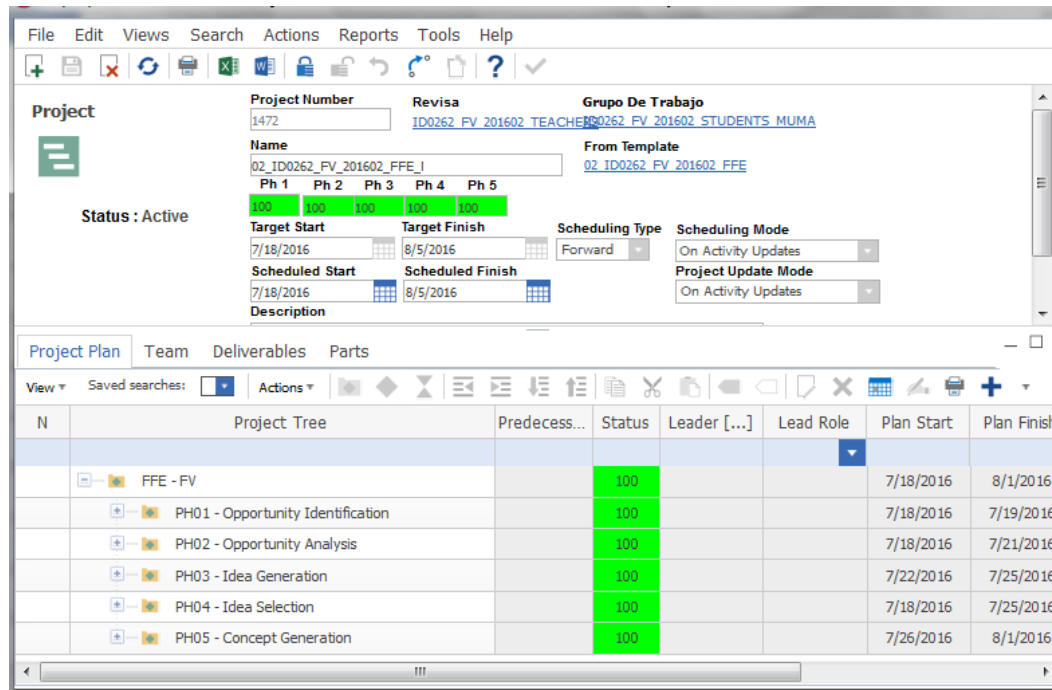 File Edit Views Search Actions Reports Tools Help
Project
Project Number Revisa Grupo De Trabajo
1472 ID0262_FV_201602_TEACHERS ID0262_FV_201602_STUDENTS_MUMA
Name From Template
02_ID0262_FV_201602_FFE_I 02_ID0262_FV_201602_FFE
Ph 1 Ph 2 Ph 3 Ph 4 Ph 5
100 100 100 100 100
Status : Active
Target Start Target Finish Scheduling Type Scheduling Mode
7/18/2016 8/5/2016 Forward On Activity Updates
Scheduled Start Scheduled Finish Project Update Mode
7/18/2016 8/5/2016 On Activity Updates
Description
Project Plan Team Deliverables Parts
View Saved searches: Actions
N Project Tree Predecess... Status Leader [...] Lead Role Plan Start Plan Finish
FFE - FV 100 7/18/2016 8/1/2016
PH01 - Opportunity Identification 100 7/18/2016 7/19/2016
PH02 - Opportunity Analysis 100 7/18/2016 7/21/2016
PH03 - Idea Generation 100 7/22/2016 7/25/2016
PH04 - Idea Selection 100 7/18/2016 7/25/2016
PH05 - Concept Generation 100 7/26/2016 8/1/2016